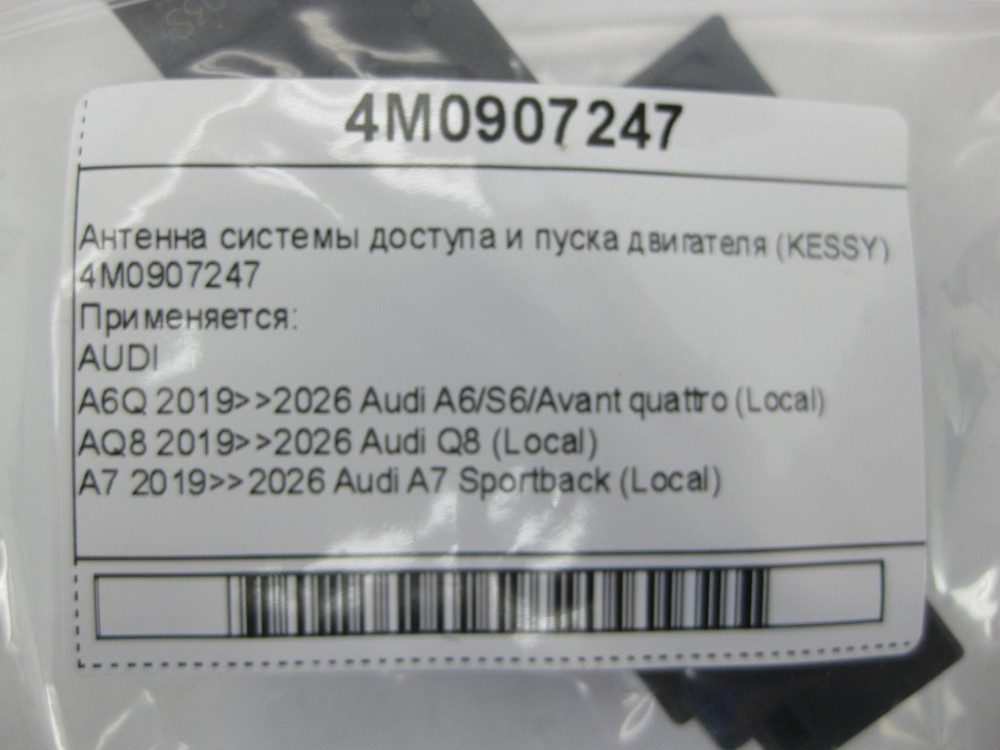 4M0907247
Антенна системы доступа и пуска двигателя (KESSY)
4M0907247
Применяется:
AUDI
A6Q 2019>>2026 Audi A6/S6/Avant quattro (Local)
AQ8 2019>>2026 Audi Q8 (Local)
A7 2019>>2026 Audi A7 Sportback (Local)